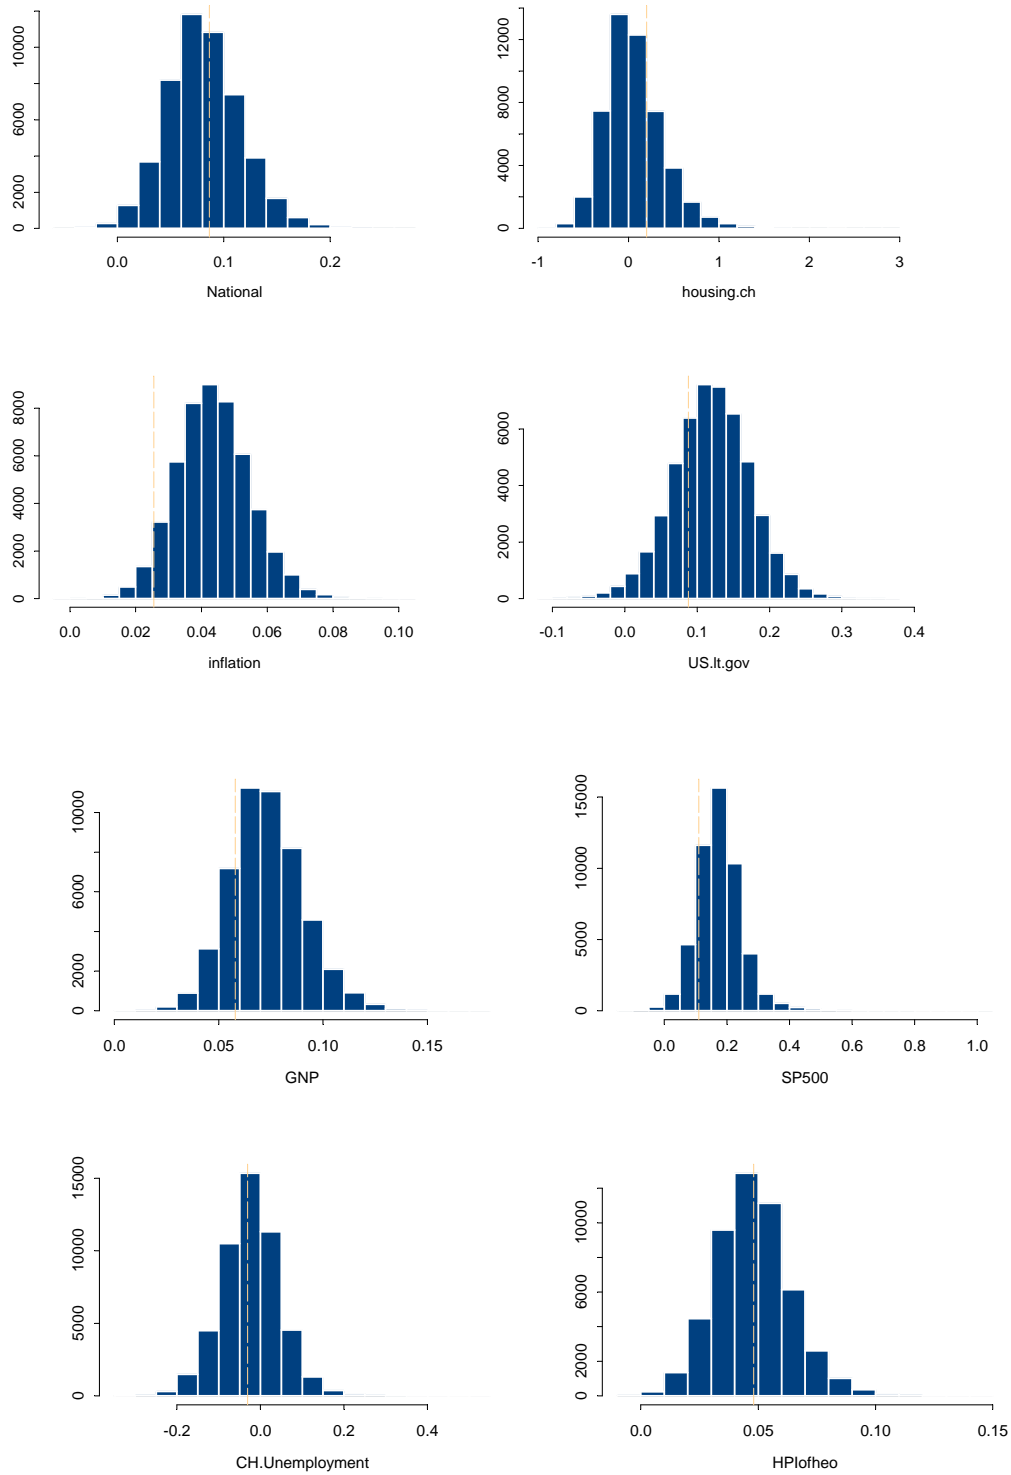 10000
6000
2000
0
0.0 0.1 0.2
National
12000
8000
4000
0
-1 0 1 2 3
housing.ch
8000
6000
4000
2000
0
0.0 0.02 0.04 0.06 0.08 0.10
inflation
6000
4000
2000
0
-0.1 0.0 0.1 0.2 0.3 0.4
US.lt.gov
10000
6000
2000
0
0.0 0.05 0.10 0.15
GNP
15000
10000
5000
0
0.0 0.2 0.4 0.6 0.8 1.0
SP500
15000
10000
5000
0
-0.2 0.0 0.2 0.4
CH.Unemployment
10000
6000
2000
0
0.0 0.05 0.10 0.15
HPIofheo